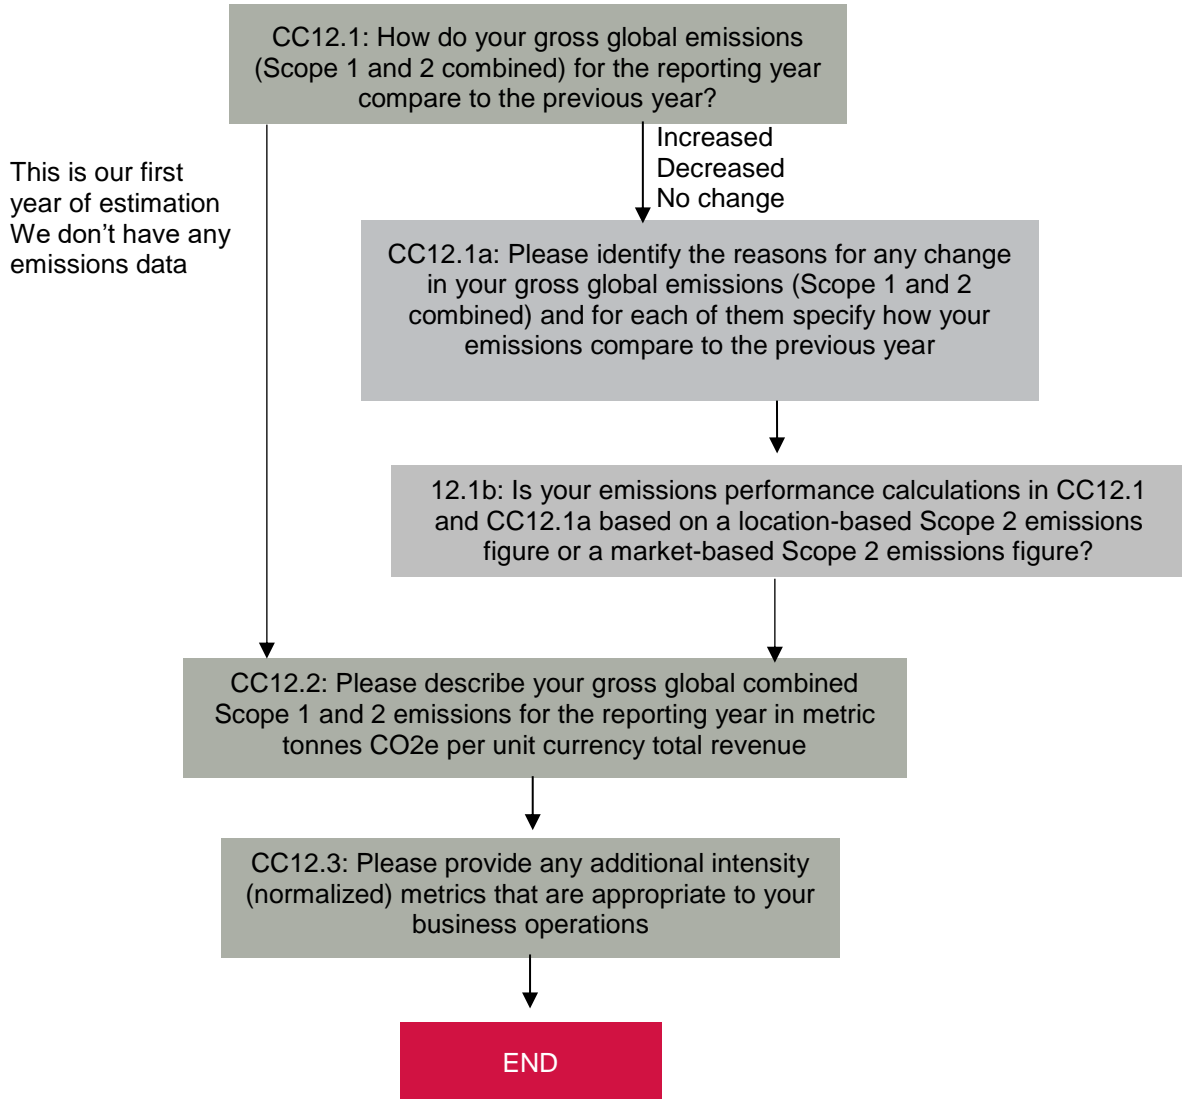 CC12.1: How do your gross global emissions
(Scope 1 and 2 combined) for the reporting year
compare to the previous year?
This is our first
year of estimation
We don’t have any
emissions data
Increased
Decreased
No change
CC12.1a: Please identify the reasons for any change
in your gross global emissions (Scope 1 and 2
combined) and for each of them specify how your
emissions compare to the previous year
12.1b: Is your emissions performance calculations in CC12.1
and CC12.1a based on a location-based Scope 2 emissions
figure or a market-based Scope 2 emissions figure?
CC12.2: Please describe your gross global combined
Scope 1 and 2 emissions for the reporting year in metric
tonnes CO2e per unit currency total revenue
CC12.3: Please provide any additional intensity
(normalized) metrics that are appropriate to your
business operations
END